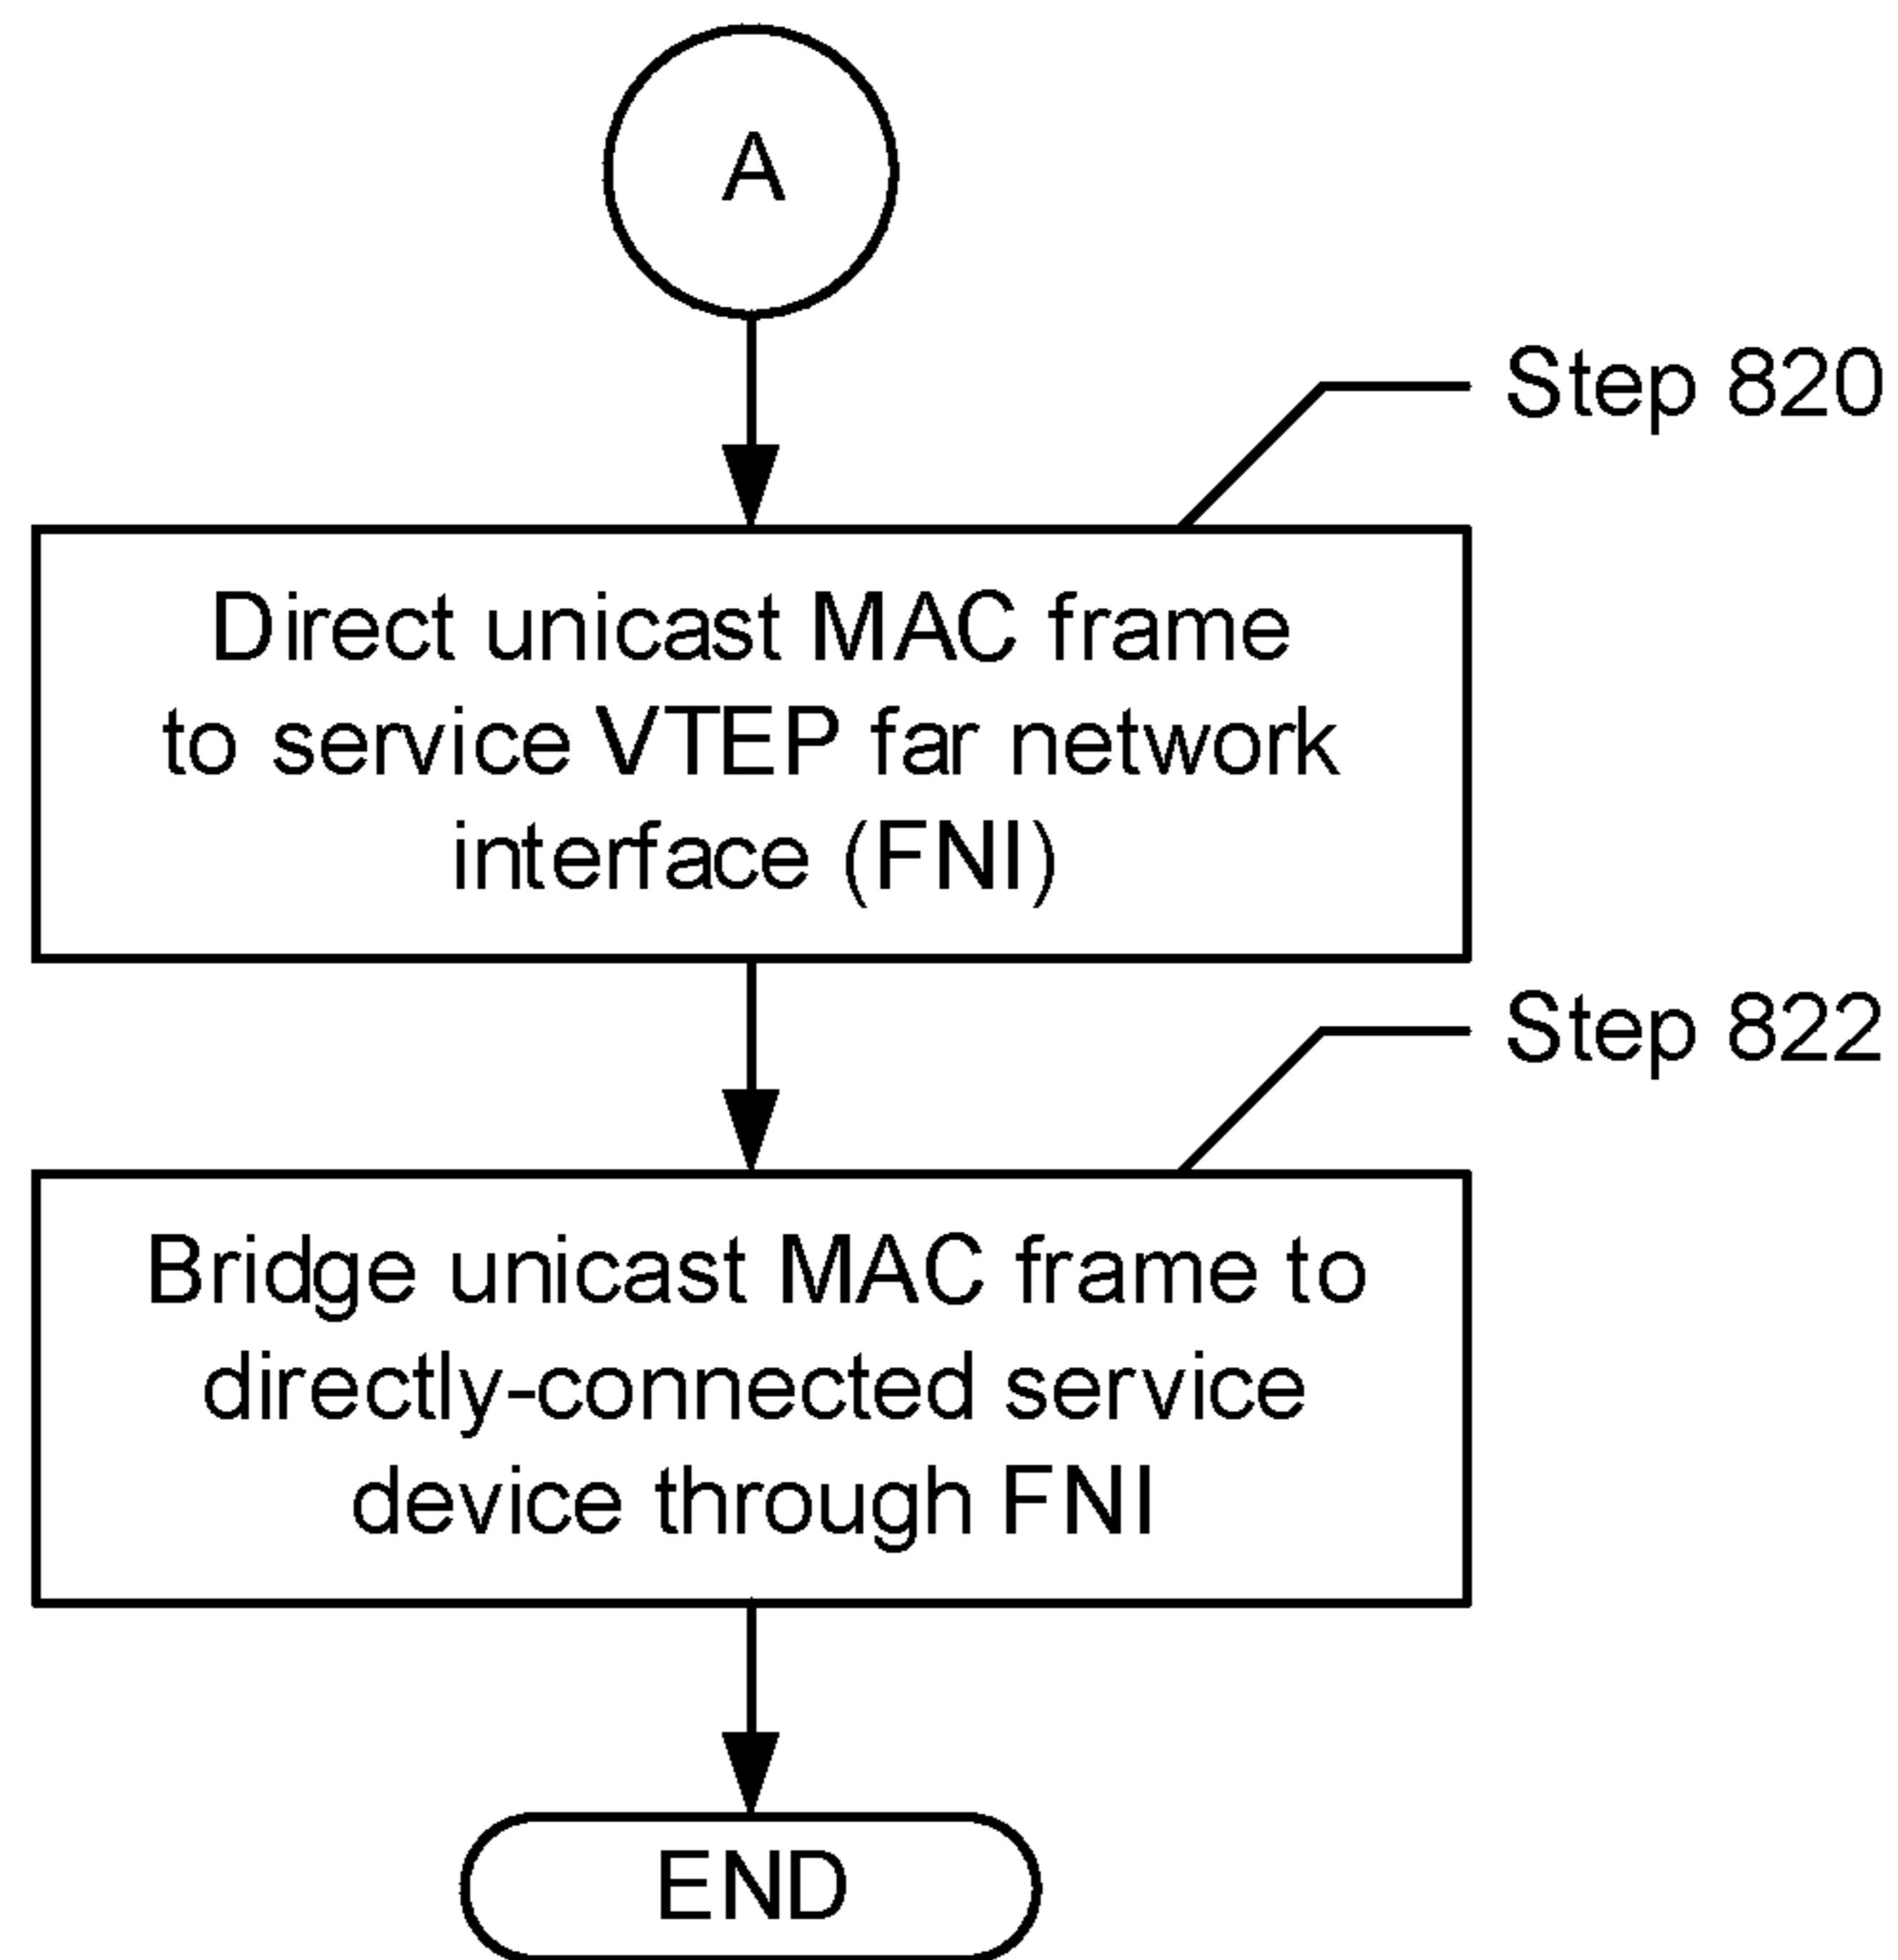 A
Step 820
Direct unicast MAC frame
to service VTEP far network
interface (FNI)
Step 822
Bridge unicast MAC frame to
directly-connected service
device through FNI
END